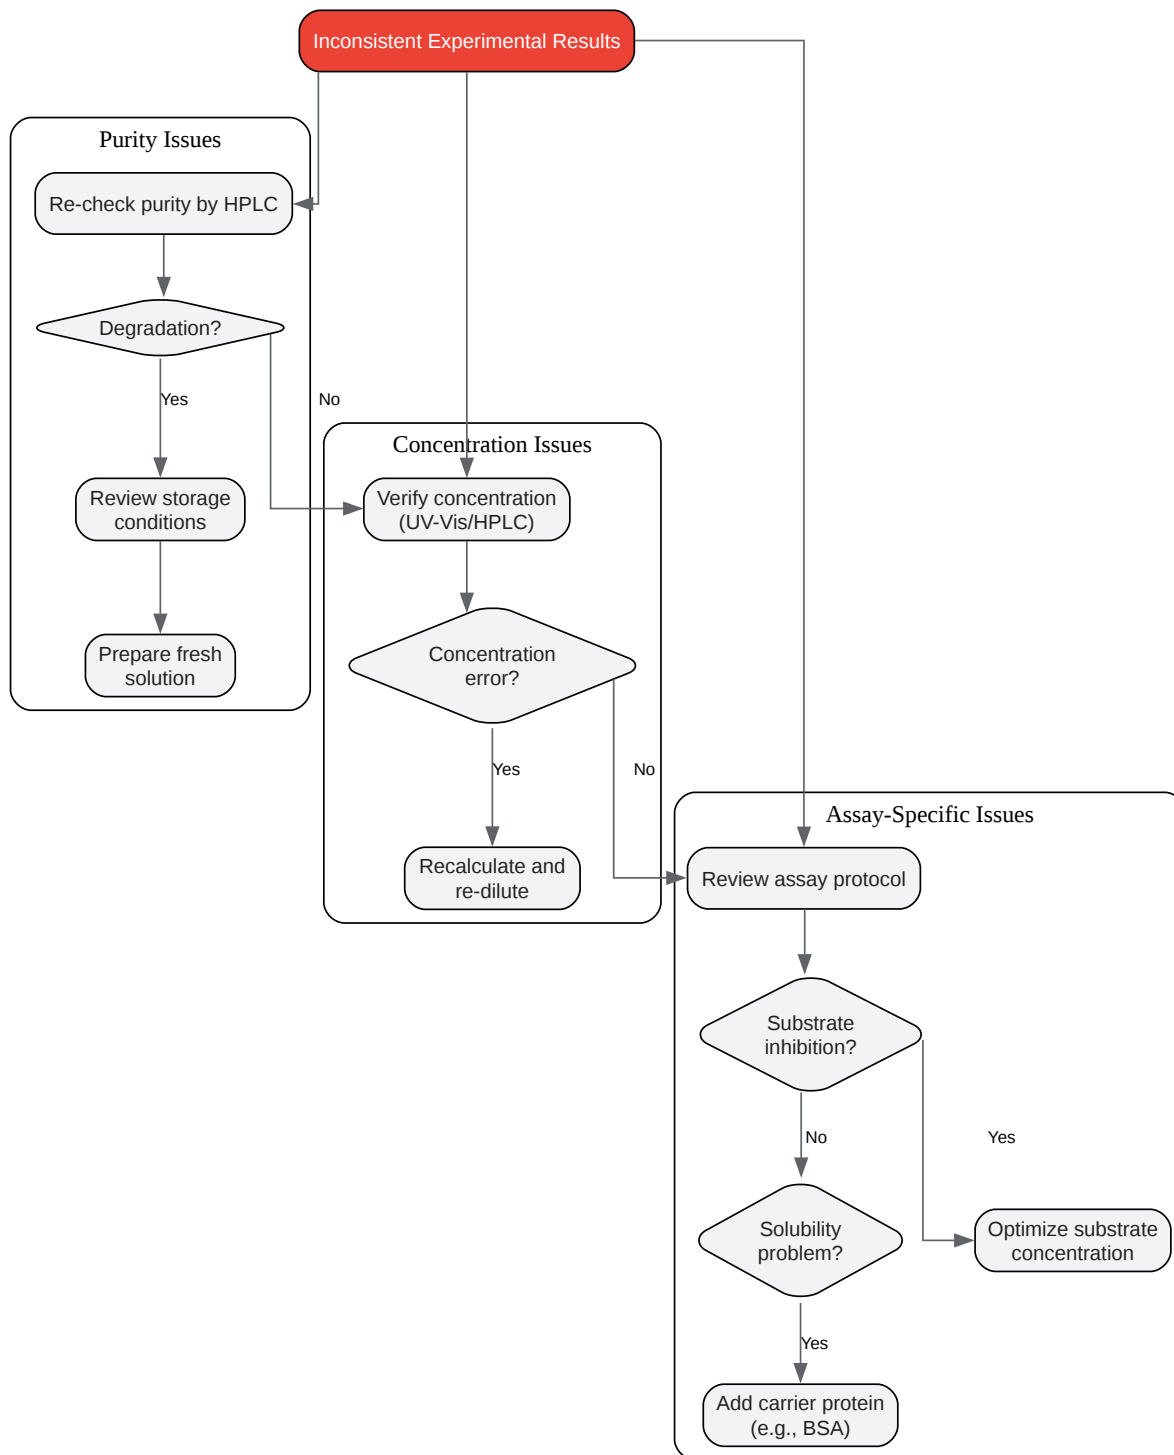 Inconsistent Experimental Results
Purity Issues
Re-check purity by HPLC
Degradation?
Yes
No
Concentration Issues
Review storage
conditions
Verify concentration
(UV-Vis/HPLC)
Prepare fresh
solution
Concentration
error?
Yes
No
Assay-Specific Issues
Recalculate and
re-dilute
Review assay protocol
Substrate
inhibition?
No
Yes
Solubility
problem?
Optimize substrate
concentration
Yes
Add carrier protein
(e.g., BSA)